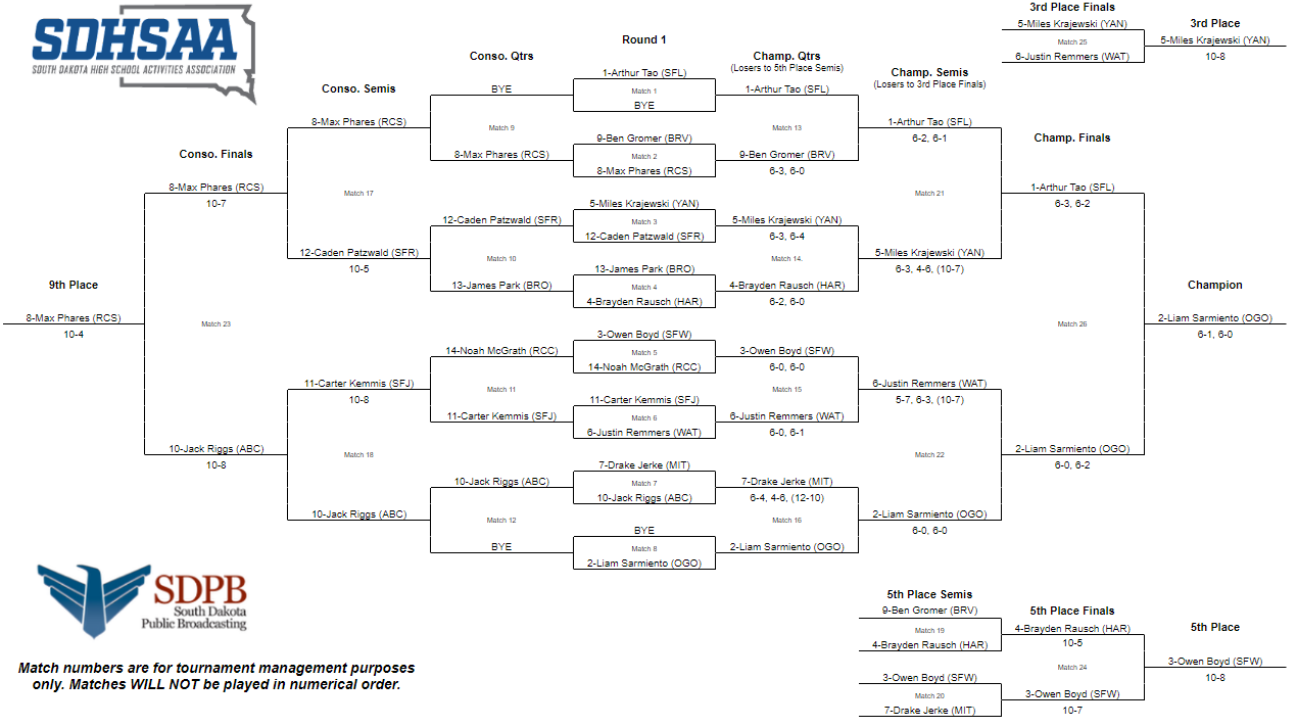 SDHSAA
SOUTH DAKOTA HIGH SCHOOL ACTIVITIES ASSOCIATION
9th Place
8-Max Phares (RCS)
10-4
Conso. Finals
8-Max Phares (RCS)
10-7
Match 23
10-Jack Riggs (ABC)
10-8
Conso. Semis
8-Max Phares (RCS)
Match 17
12-Caden Patzwald (SFR)
10-5
11-Carter Kemmis (SFJ)
10-8
Match 18
10-Jack Riggs (ABC)
Conso. Qtrs
BYE
Match 9
8-Max Phares (RCS)
12-Caden Patzwald (SFR)
Match 10
13-James Park (BRO)
14-Noah McGrath (RCC)
Match 11
11-Carter Kemmis (SFJ)
10-Jack Riggs (ABC)
Match 12
BYE
Round 1
1-Arthur Tao (SFL)
Match 1
BYE
9-Ben Gromer (BRV)
Match 2
8-Max Phares (RCS)
5-Miles Krajewski (YAN)
Match 3
12-Caden Patzwald (SFR)
13-James Park (BRO)
Match 4
4-Brayden Rausch (HAR)
3-Owen Boyd (SFW)
Match 5
14-Noah McGrath (RCC)
11-Carter Kemmis (SFJ)
Match 6
6-Justin Remmers (WAT)
7-Drake Jerke (MIT)
Match 7
10-Jack Riggs (ABC)
BYE
Match 8
2-Liam Sarmiento (OGO)
Champ. Qtrs
(Losers to 5th Place Semis)
1-Arthur Tao (SFL)
Match 13
9-Ben Gromer (BRV)
6-3, 6-0
5-Miles Krajewski (YAN)
6-3, 6-4
Match 14.
4-Brayden Rausch (HAR)
6-2, 6-0
3-Owen Boyd (SFW)
6-0, 6-0
Match 15
6-Justin Remmers (WAT)
6-0, 6-1
7-Drake Jerke (MIT)
6-4, 4-6, (12-10)
Match 16
2-Liam Sarmiento (OGO)
Champ. Semis
(Losers to 3rd Place Finals)
1-Arthur Tao (SFL)
6-2, 6-1
Match 21
5-Miles Krajewski (YAN)
6-3, 4-6, (10-7)
6-Justin Remmers (WAT)
5-7, 6-3, (10-7)
Match 22
2-Liam Sarmiento (OGO)
6-0, 6-0
Champ. Finals
1-Arthur Tao (SFL)
6-3, 6-2
Match 26
2-Liam Sarmiento (OGO)
6-0, 6-2
Champion
2-Liam Sarmiento (OGO)
6-1, 6-0
3rd Place Finals
5-Miles Krajewski (YAN)
Match 25
6-Justin Remmers (WAT)
3rd Place
5-Miles Krajewski (YAN)
10-8
5th Place Semis
9-Ben Gromer (BRV)
Match 19
4-Brayden Rausch (HAR)
3-Owen Boyd (SFW)
Match 20
7-Drake Jerke (MIT)
5th Place Finals
4-Brayden Rausch (HAR)
10-5
Match 24
3-Owen Boyd (SFW)
10-7
5th Place
3-Owen Boyd (SFW)
10-8
SDPB
South Dakota
Public Broadcasting
Match numbers are for tournament management purposes
only. Matches WILL NOT be played in numerical order.